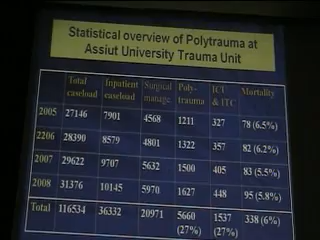 Statistical overview of Polytrauma at
Assiut University Trauma Unit
Total caseload Inpatient caseload Surgical manage. Poly-trauma ICU & ITC Mortality
2005 27146 7901 4568 1211 327 78 (6.5%)
2206 28390 8579 4801 1322 357 82 (6.2%)
2007 29622 9707 5632 1500 405 83 (5.5%)
2008 31376 10145 5970 1627 448 95 (5.8%)
Total 116534 36332 20971 5660 (27%) 1537 (27%) 338 (6%)